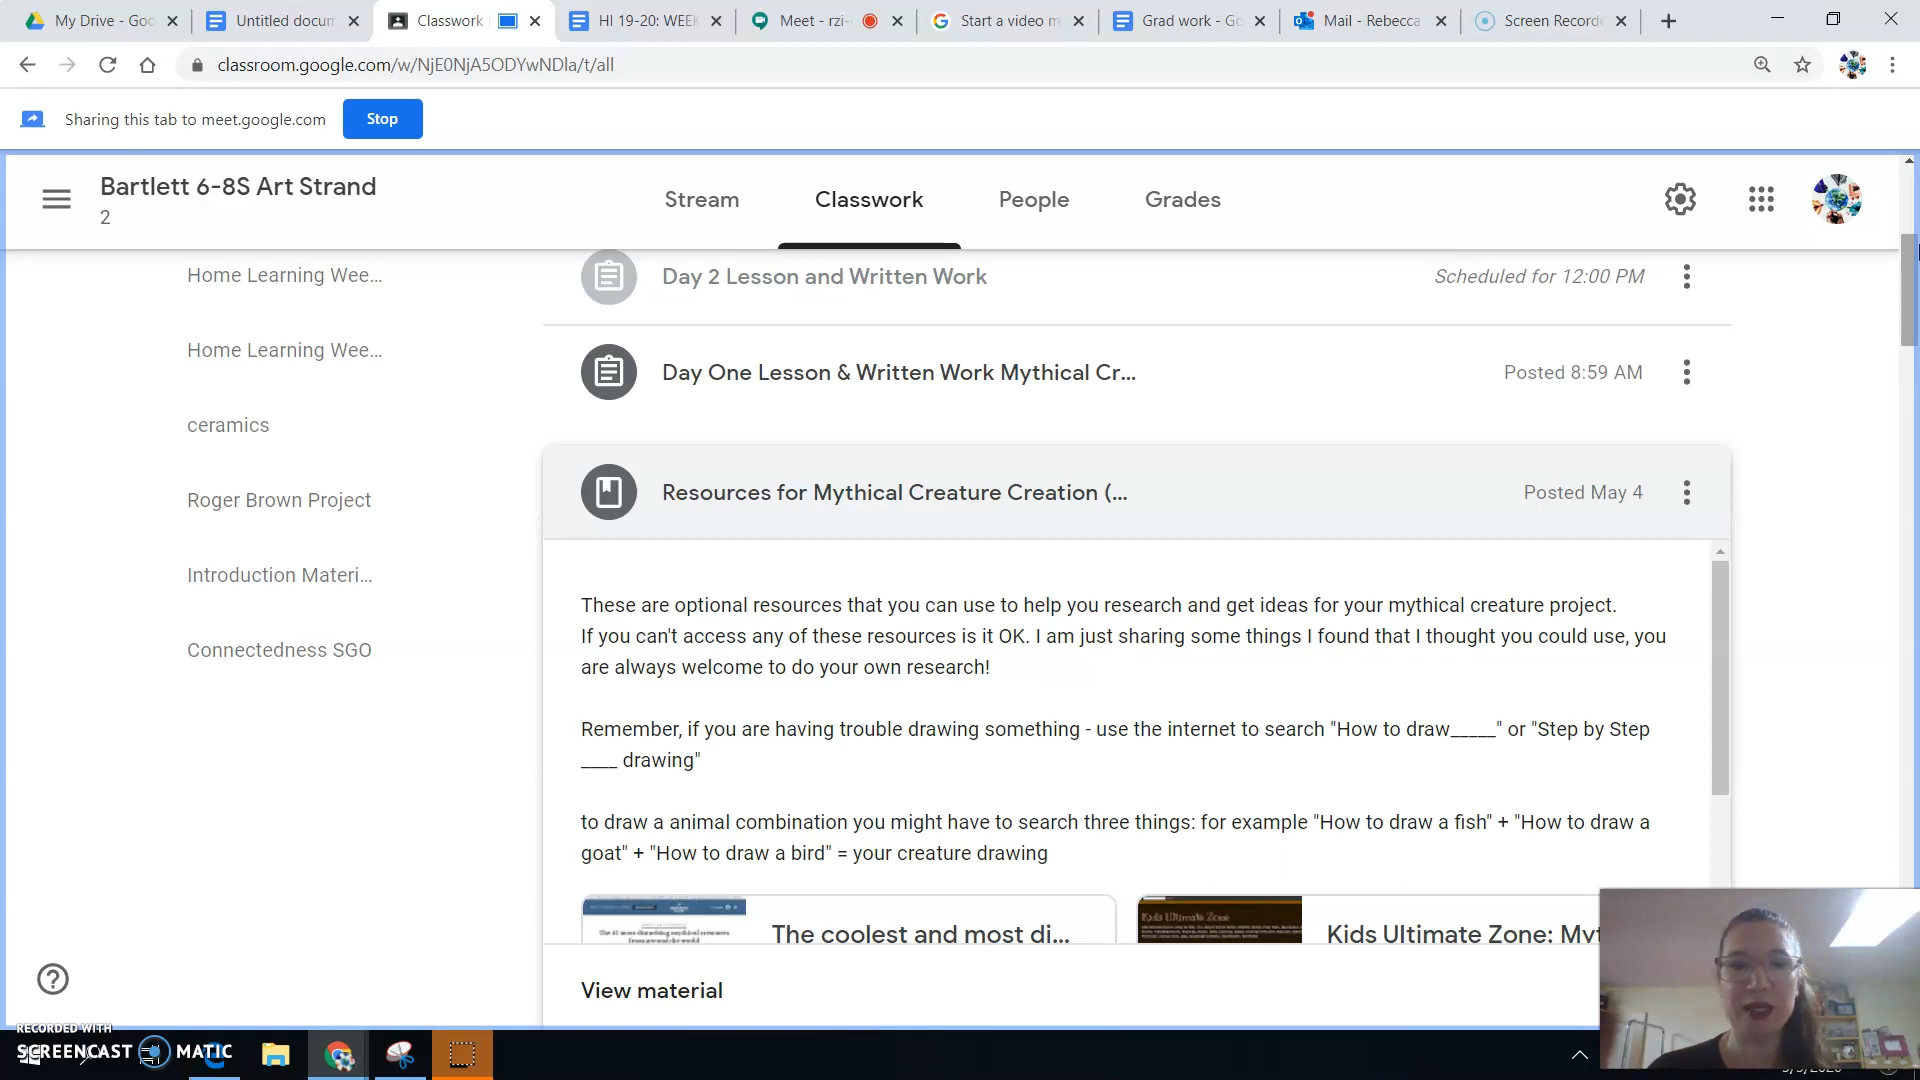 My Drive - Goo
Untitled docum
Classwork
HI 19-20: WEE
Meet - rzi-
Start a video m
Grad work - Go
Mail - Rebecca
Screen Record
classroom.google.com/w/NjE0NjA5ODYwNDla/t/all
Sharing this tab to meet.google.com
Stop
Bartlett 6-8S Art Strand
2
Stream
Classwork
People
Grades
Home Learning Wee...
Home Learning Wee...
ceramics
Roger Brown Project
Introduction Materi...
Connectedness SGO
Day 2 Lesson and Written Work
Scheduled for 12:00 PM
Day One Lesson & Written Work Mythical Cr...
Posted 8:59 AM
Resources for Mythical Creature Creation (...
Posted May 4
These are optional resources that you can use to help you research and get ideas for your mythical creature project.
If you can't access any of these resources is it OK. I am just sharing some things I found that I thought you could use, you
are always welcome to do your own research!
Remember, if you are having trouble drawing something - use the internet to search "How to draw_____" or "Step by Step
____ drawing"
to draw a animal combination you might have to search three things: for example "How to draw a fish" + "How to draw a
goat" + "How to draw a bird" = your creature drawing
The coolest and most di...
Kids Ultimate Zone
Kids Ultimate Zone: My
View material
RECORDED WITH
SCREENCAST MATIC